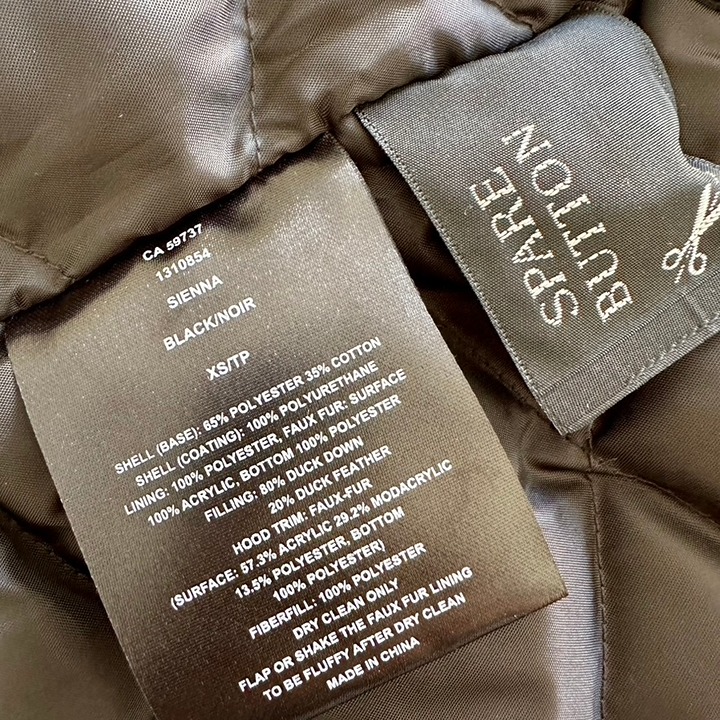 CA 59737
1310854
SIENNA
BLACK/NOIR
XS/TP
SHELL (BASE): 65% POLYESTER 35% COTTON
SHELL (COATING): 100% POLYURETHANE
LINING: 100% POLYESTER, FAUX FUR: SURFACE
100% ACRYLIC, BOTTOM 100% POLYESTER
FILLING: 80% DUCK DOWN
20% DUCK FEATHER
HOOD TRIM: FAUX-FUR
(SURFACE: 57.3% ACRYLIC 29.2% MODACRYLIC
13.5% POLYESTER, BOTTOM
100% POLYESTER)
FIBERFILL: 100% POLYESTER
DRY CLEAN ONLY
FLAP OR SHAKE THE FAUX FUR LINING
TO BE FLUFFY AFTER DRY CLEAN
MADE IN CHINA
SPARE
BUTTON